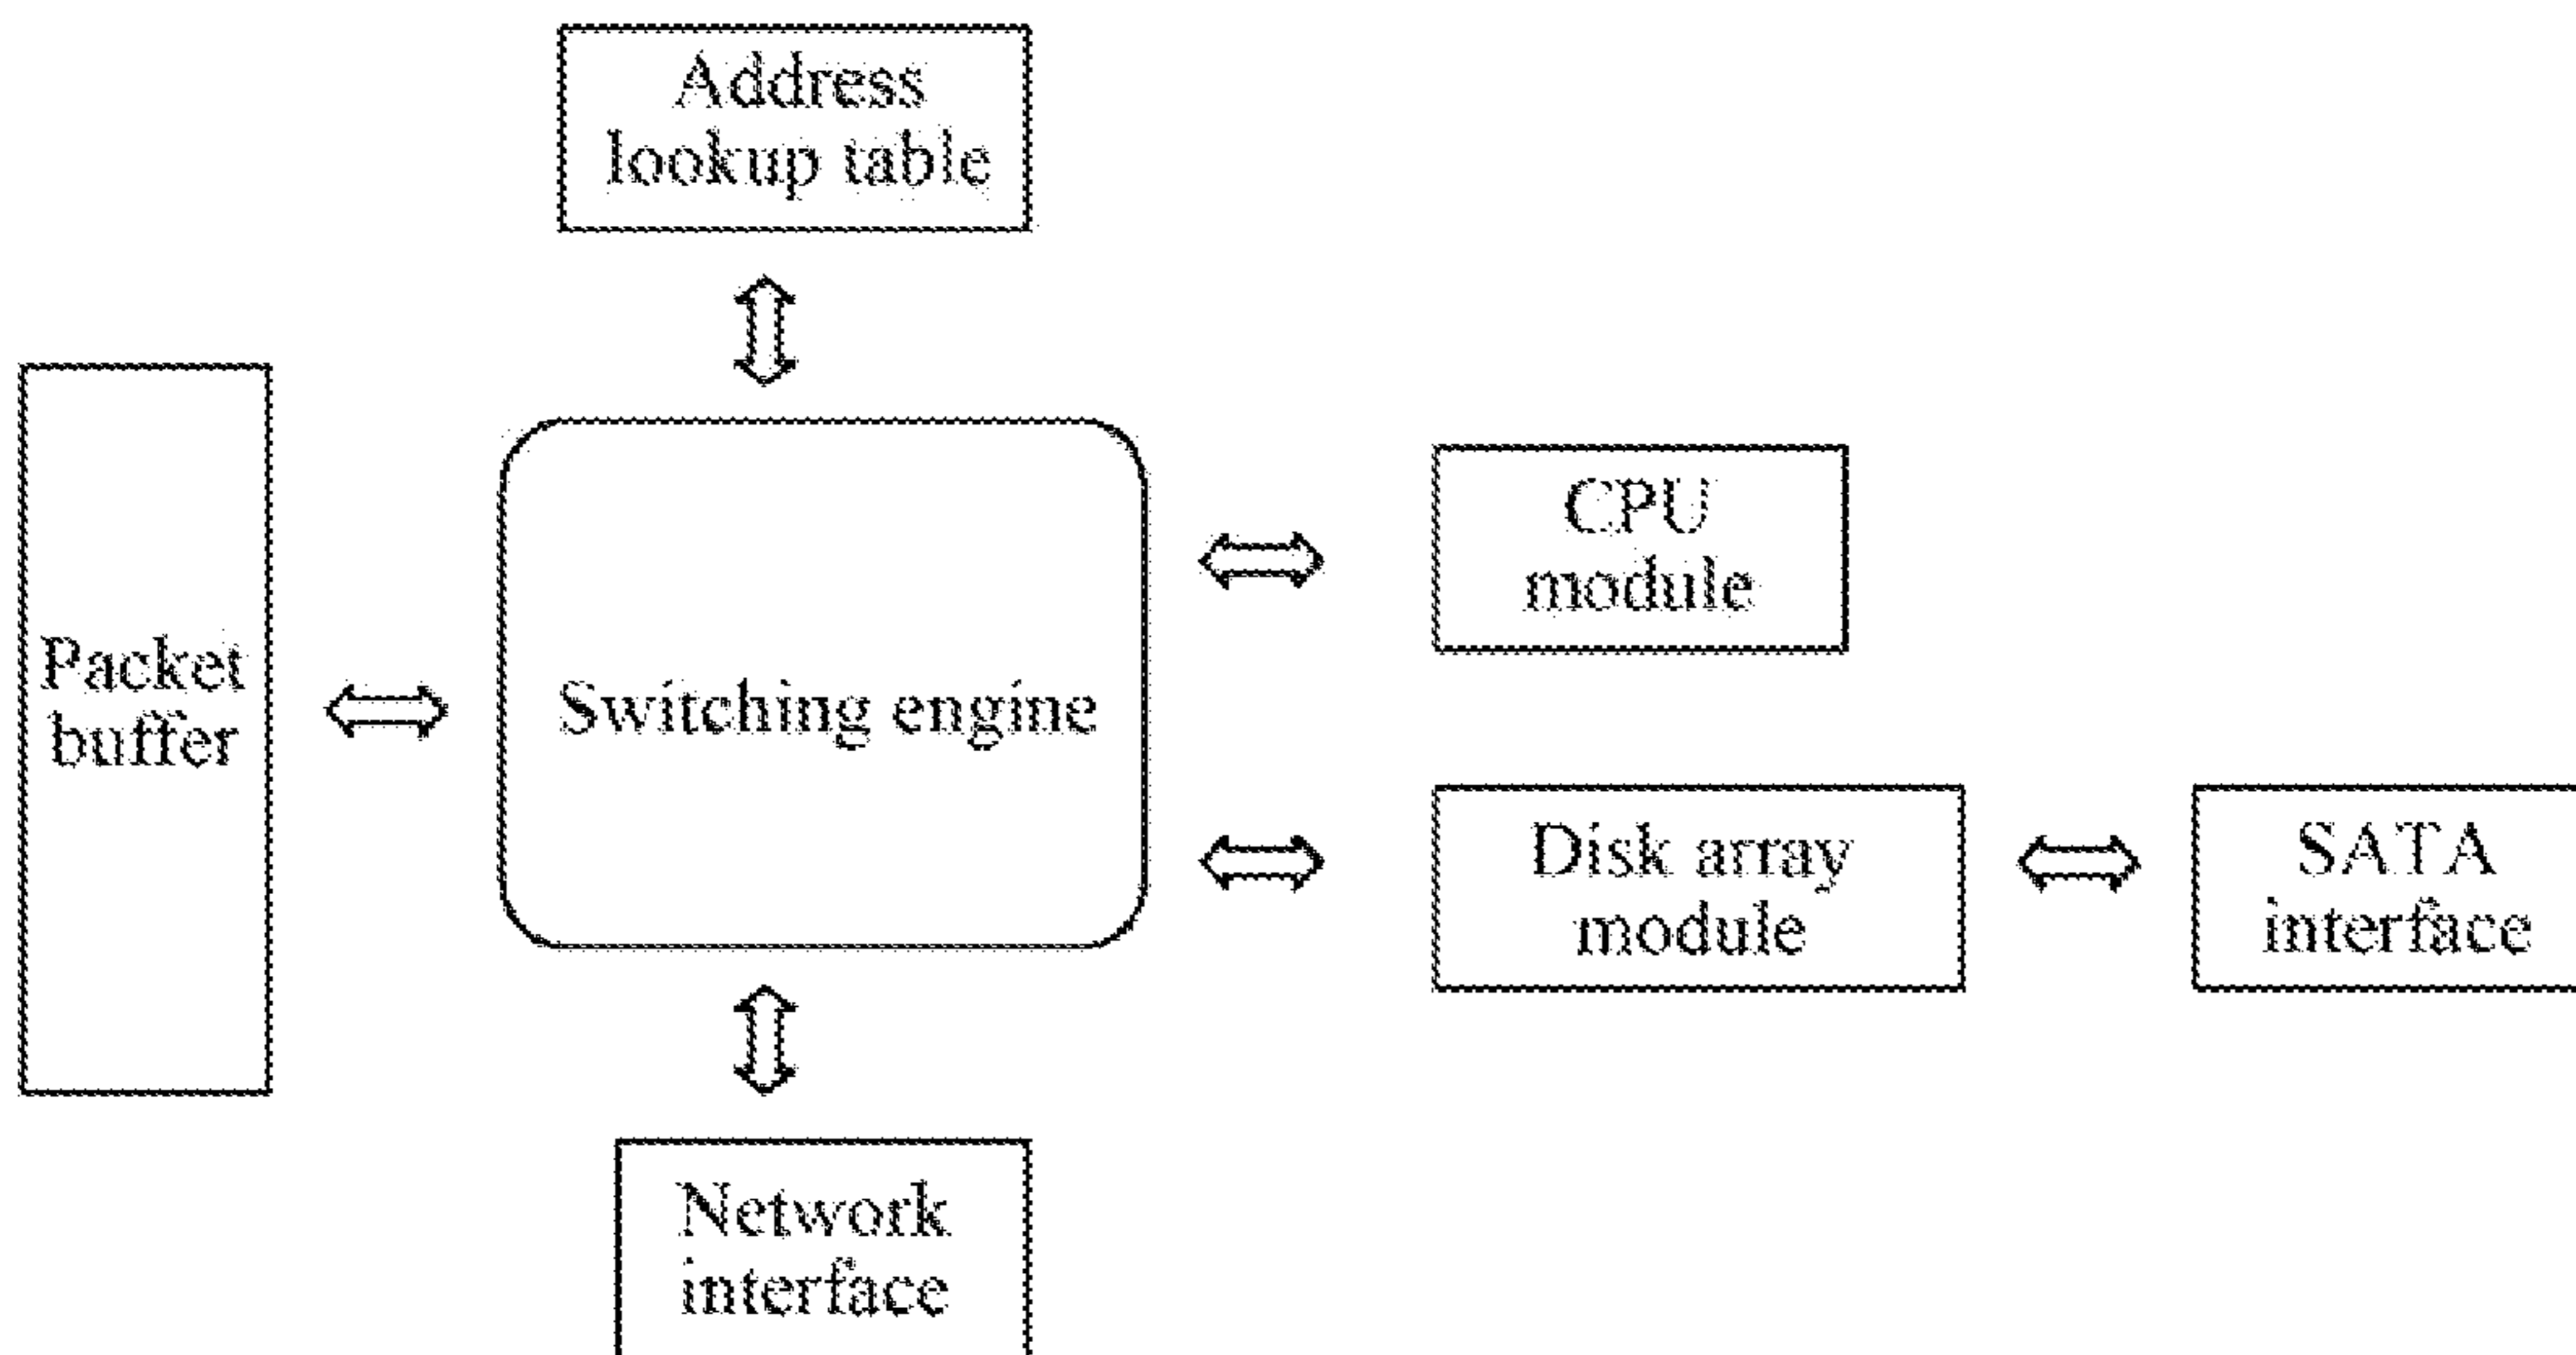 Address
lookup table
CPU
module
Packet
buffer
Switching engine
Disk array
module
SATA
interface
Network
interface